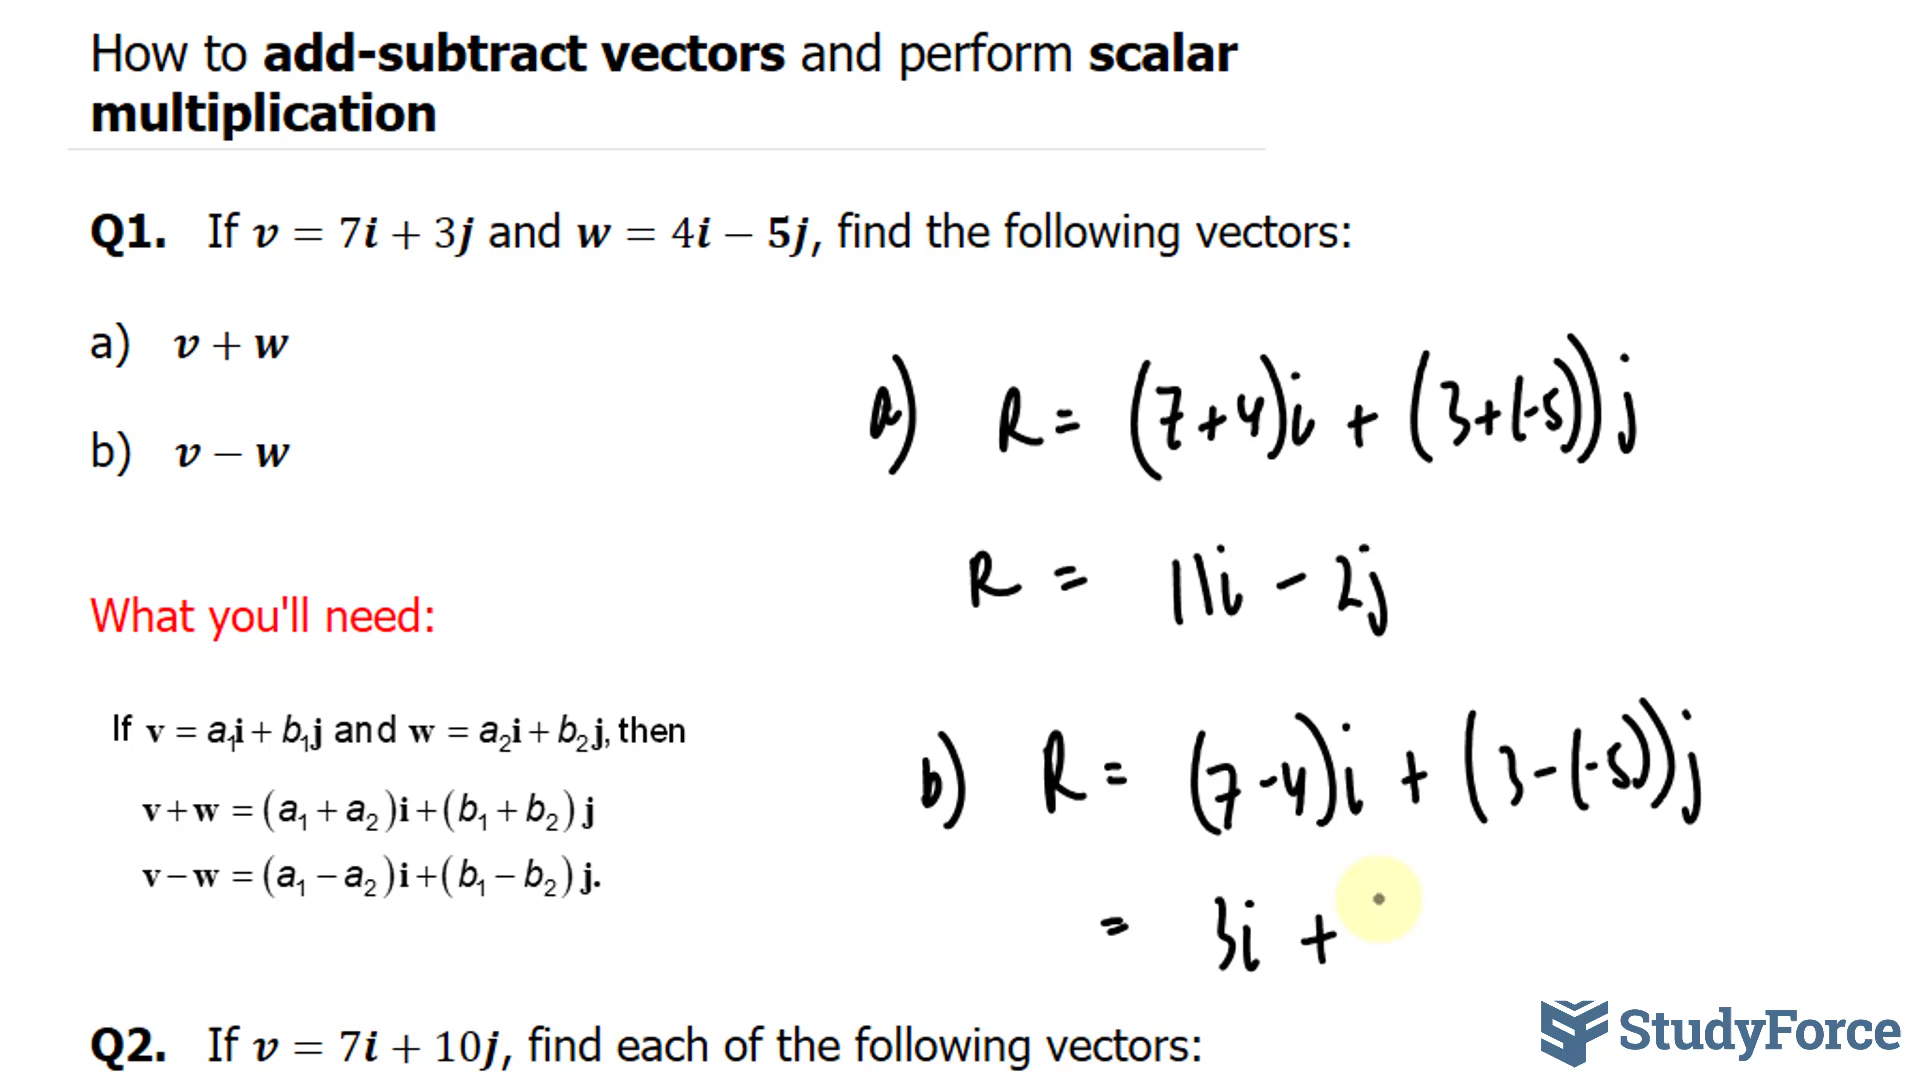 How to add-subtract vectors and perform scalar
multiplication
Q1. If v = 7i + 3j and w = 4i − 5j, find the following vectors:
a) v + w
b) v − w
a) R = (7+4)i + (3+(-5))j
R = 11i - 2j
What you'll need:
If v = a₁i + b₁j and w = a₂i + b₂j, then
v + w = (a₁ + a₂)i + (b₁ + b₂)j
v − w = (a₁ − a₂)i + (b₁ − b₂)j.
b) R = (7-4)i + (3-(-5))j
= 3i +
Q2. If v = 7i + 10j, find each of the following vectors:
StudyForce